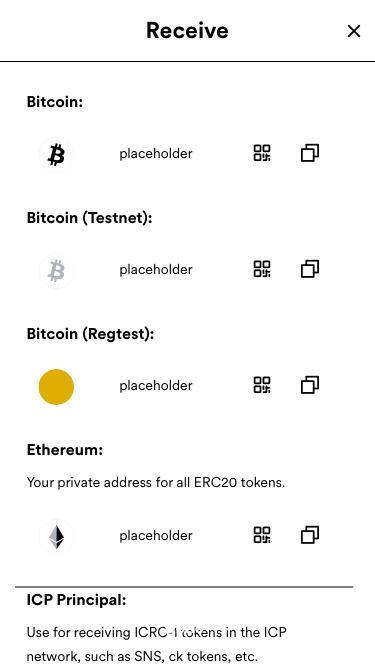 Receive
Bitcoin:
placeholder
Bitcoin (Testnet):
placeholder
Bitcoin (Regtest):
placeholder
Ethereum:
Your private address for all ERC20 tokens.
placeholder
ICP Principal:
Use for receiving ICRC-1 tokens in the ICP
network, such as SNS, ck tokens, etc.